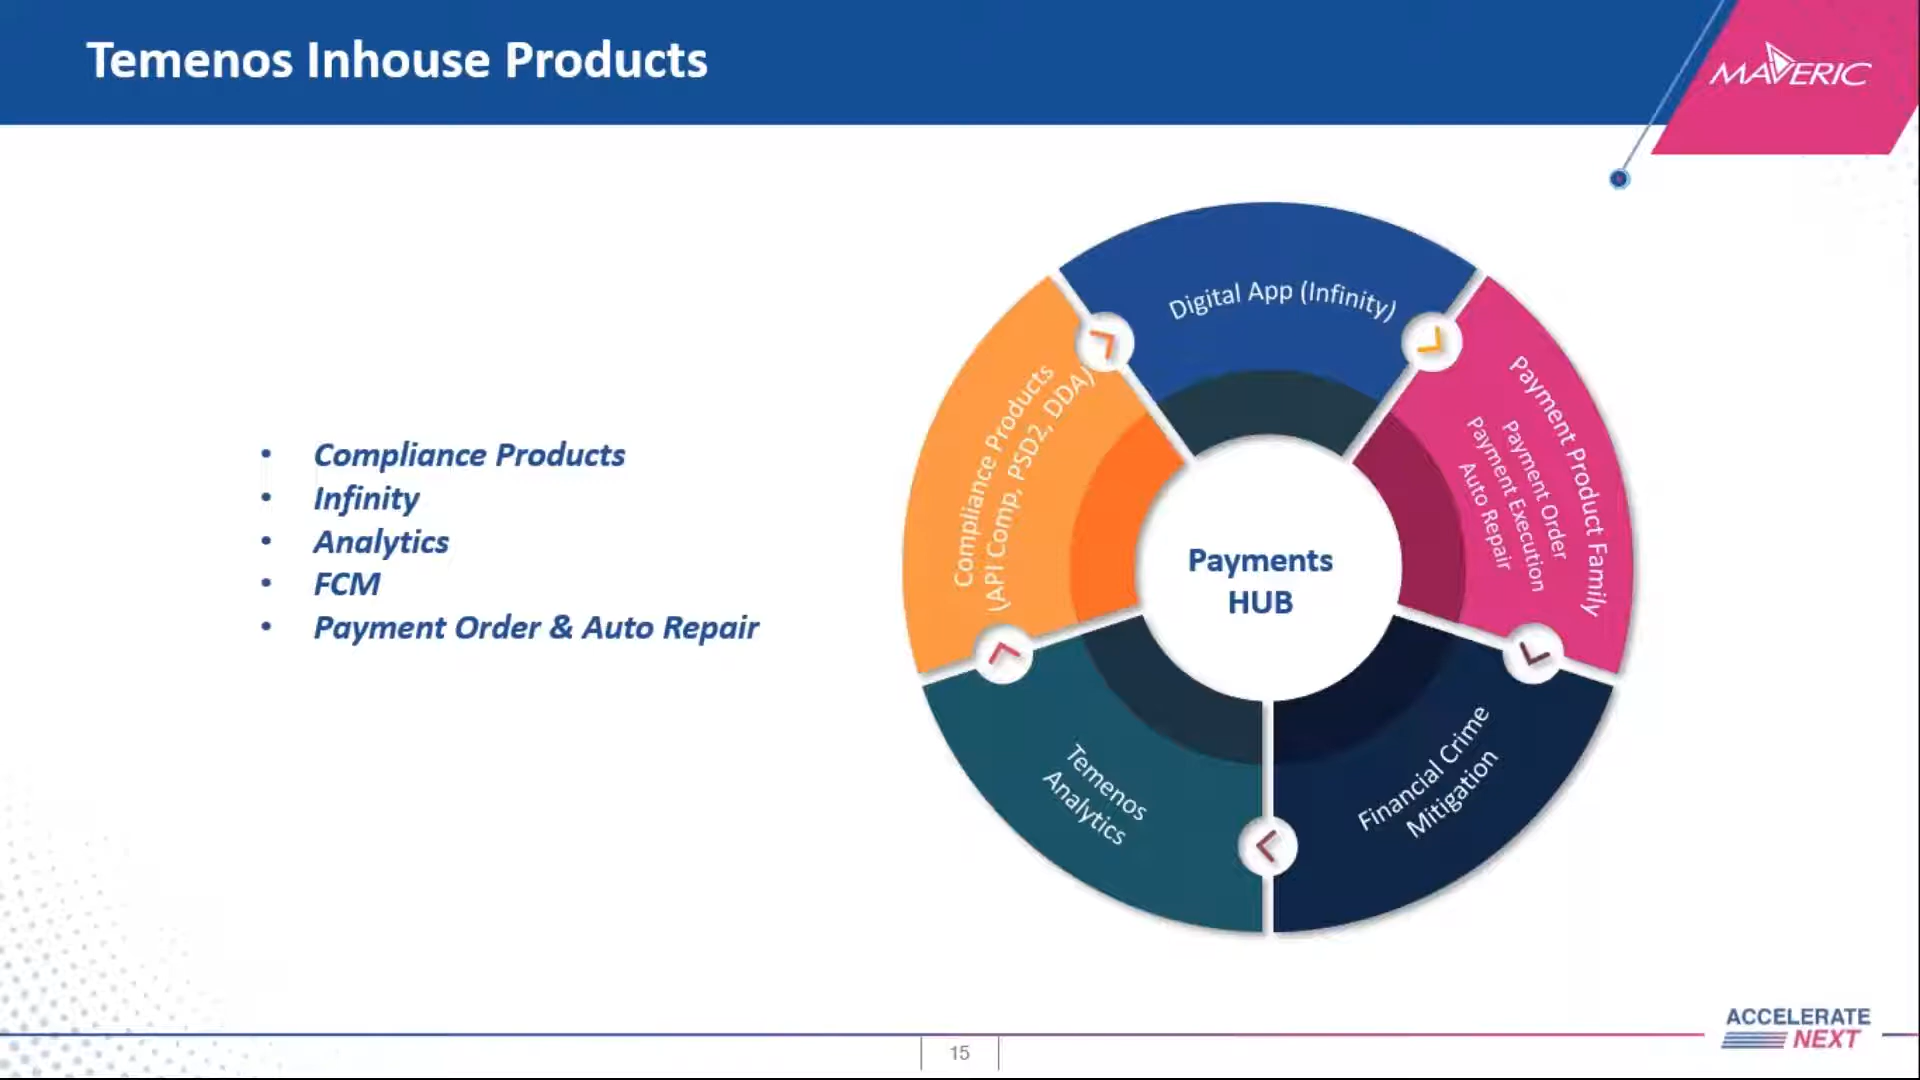 Temenos Inhouse Products
MAVERIC
• Compliance Products
• Infinity
• Analytics
• FCM
• Payment Order & Auto Repair
Digital App (Infinity)
Payment Product Family
Payment Order
Payment Execution
Auto Repair
Financial Crime
Mitigation
Temenos
Analytics
Compliance Products
(API Comp, PSD2, DDA)
Payments
HUB
ACCELERATE
NEXT
15